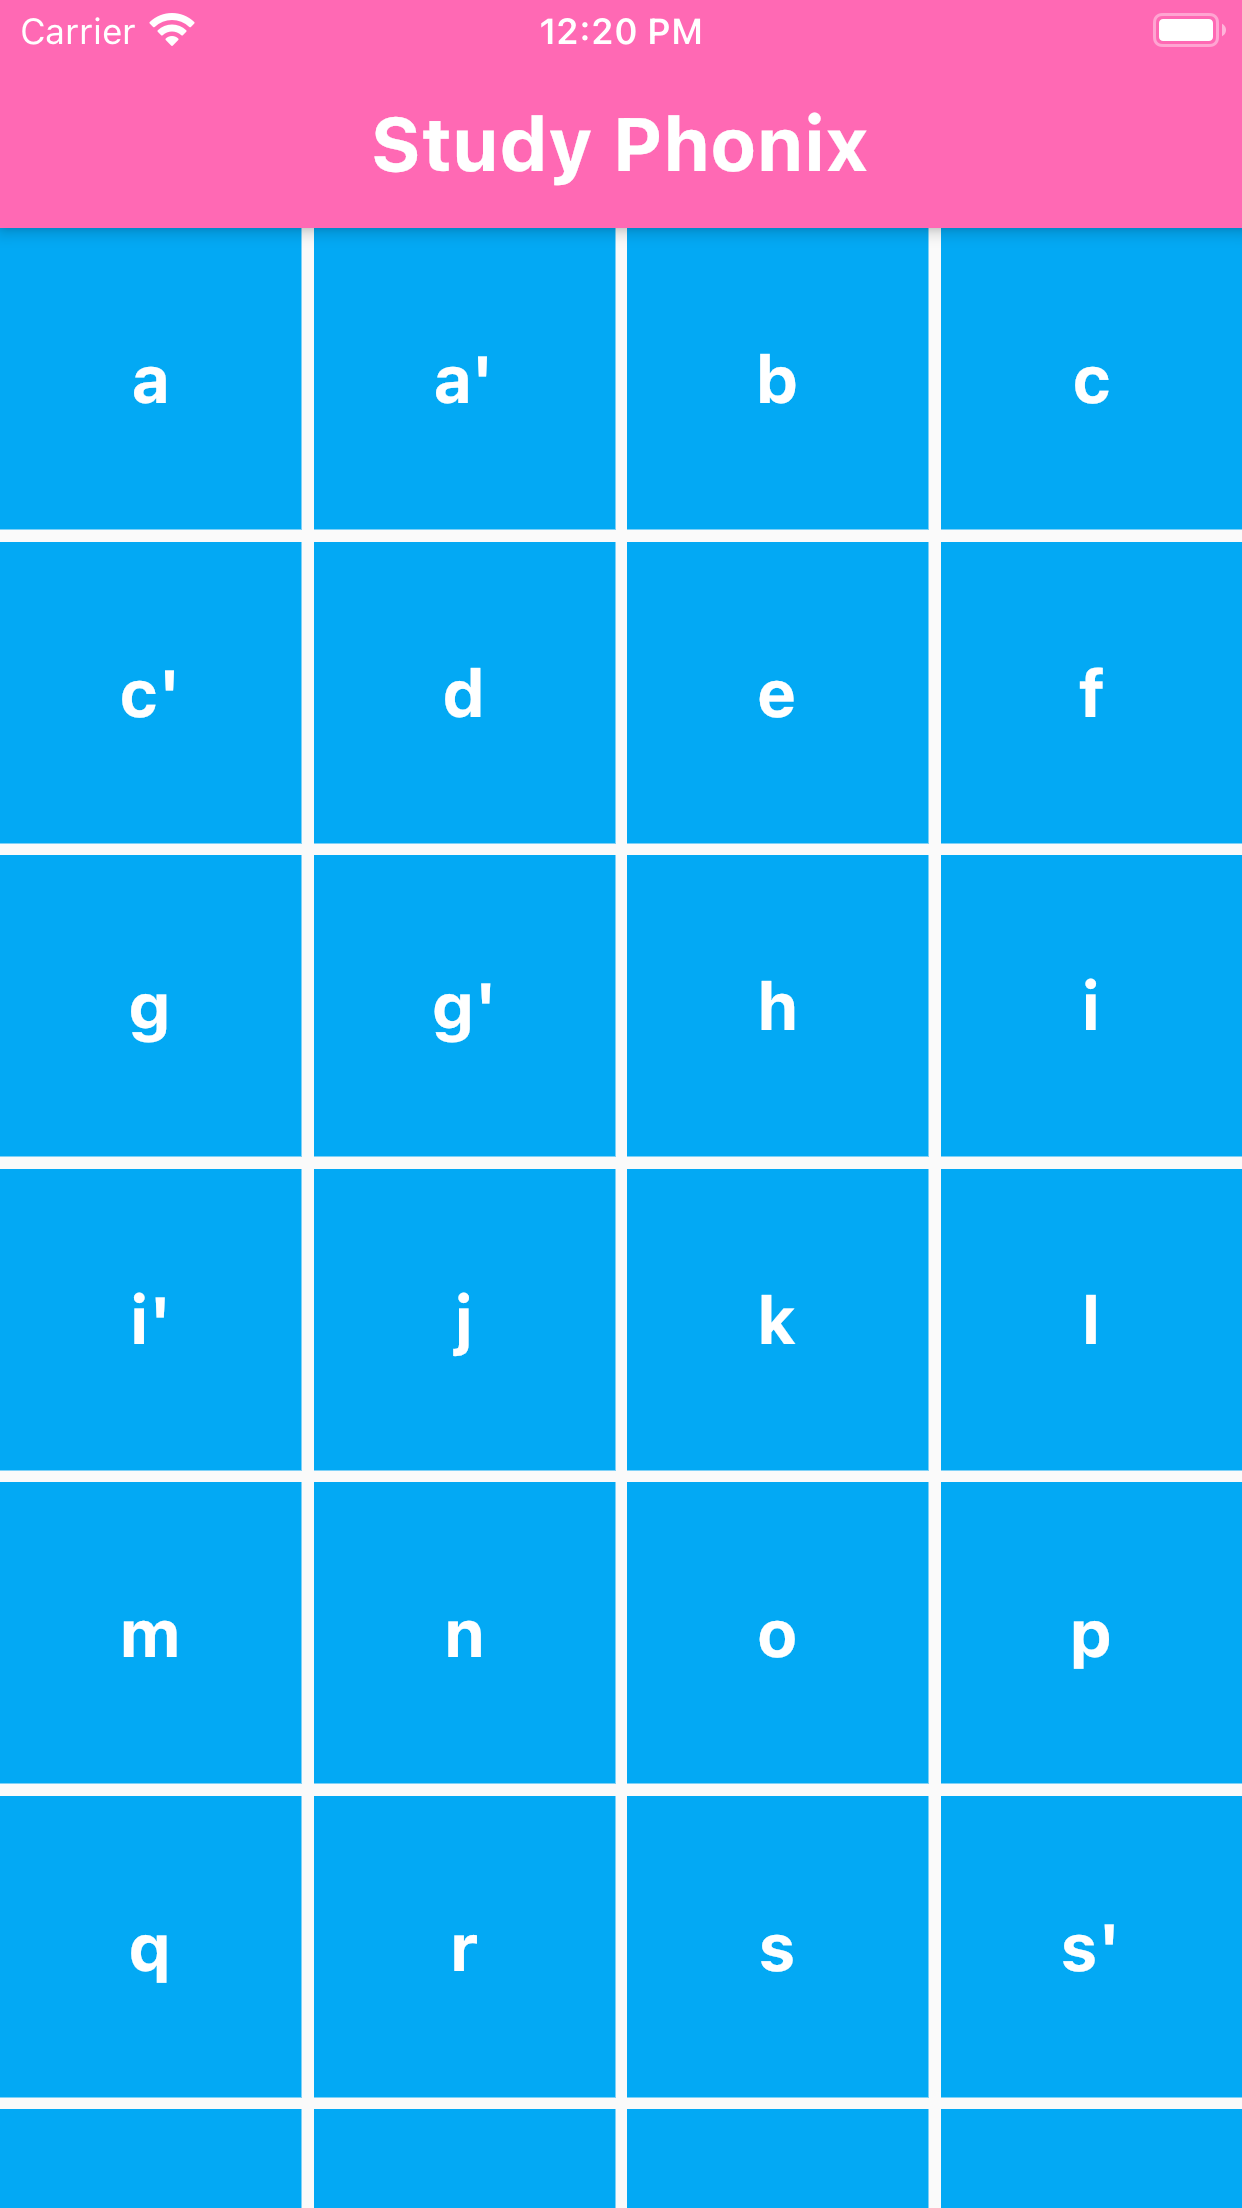 Carrier 12:20 PM
Study Phonix
a a' b c
c' d e f
g g' h i
i' j k l
m n o p
q r s s'